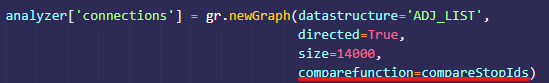 analyzer['connections'] = gr.newGraph(datastructure='ADJ_LIST',
directed=True,
size=14000,
comparefunction=compareStopIds)